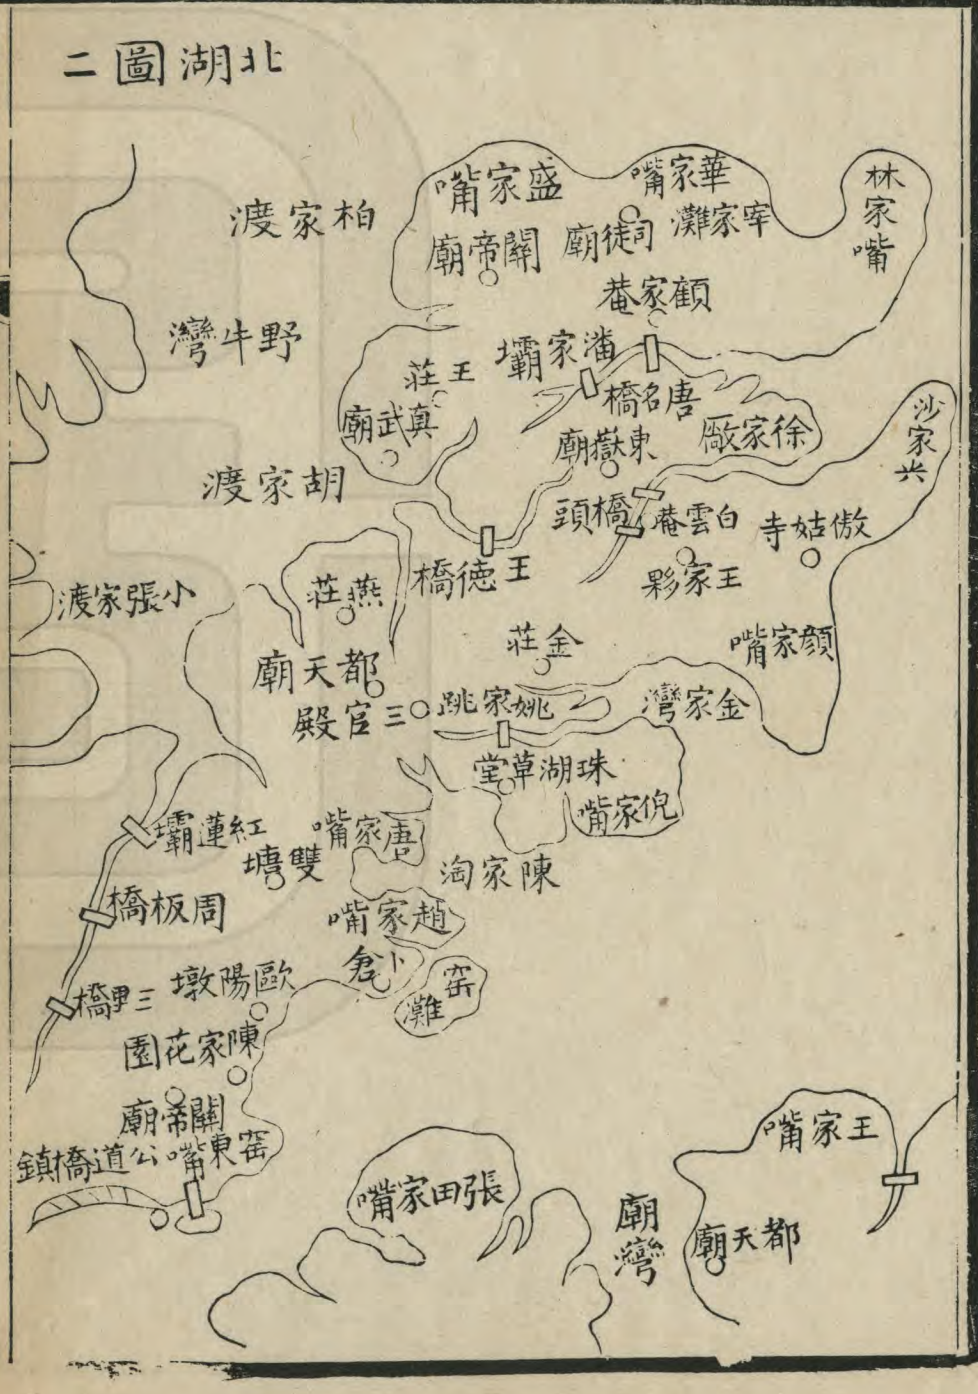 北湖圖二
林家嘴
華家嘴
盛家嘴
柏家渡
宰家灘
司徒廟
關帝廟
顧家菴
野牛灣
潘家壩
王莊
唐名橋
真武廟
徐家廠
東嶽廟
沙家
胡家渡
橋頭
白雲菴
傲姑寺
王德橋
王家夥
小張家渡
燕莊
金莊
顏家嘴
都天廟
三官殿
姚家跳
金家灣
珠湖草堂
倪家嘴
紅蓮壩
唐家嘴
雙塘
陳家淘
周板橋
趙家嘴
卜倉
窑灘
三里橋
歐陽墩
陳家花園
關帝廟
窑東嘴
公道橋鎮
王家嘴
張田家嘴
廟灣
都天廟